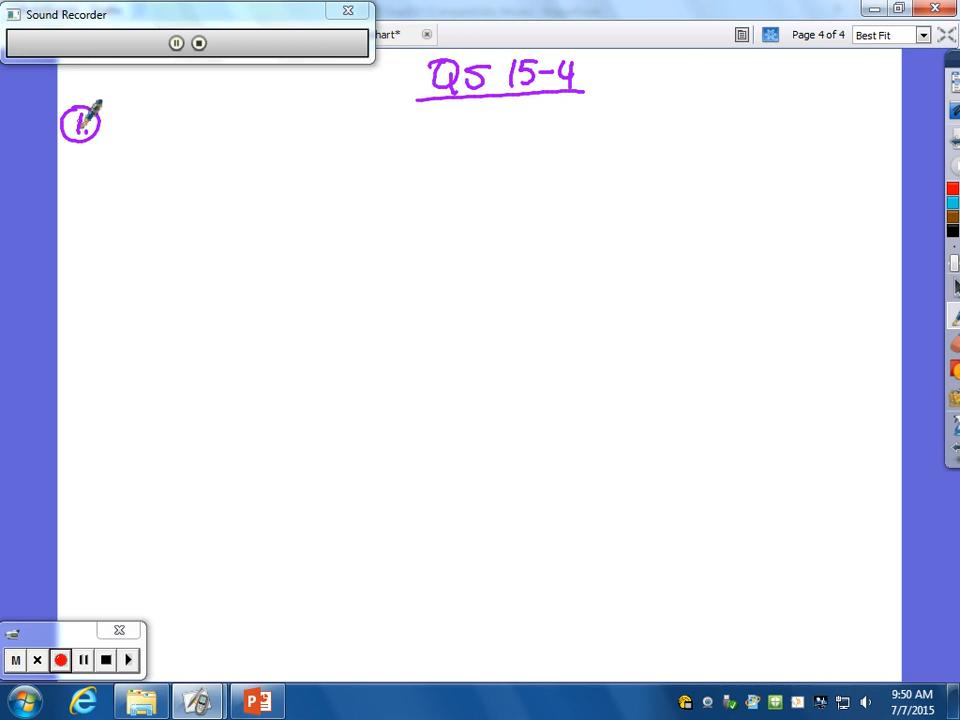 Sound Recorder
hart*
Page 4 of 4
Best Fit
QS 15-4
1.
M
9:50 AM
7/7/2015